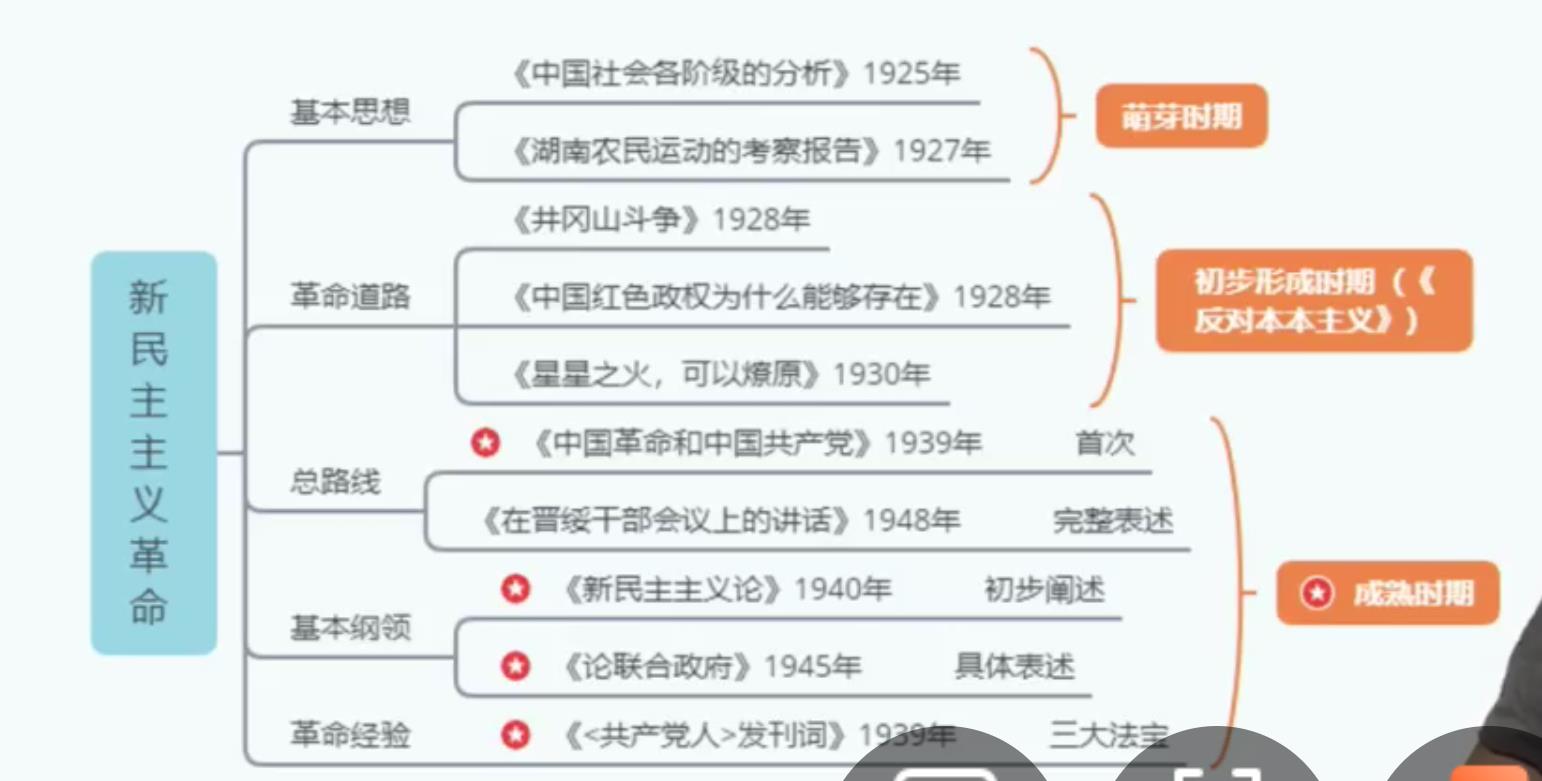 新民主主义革命
基本思想
《中国社会各阶级的分析》1925年
《湖南农民运动的考察报告》1927年
萌芽时期
革命道路
《井冈山斗争》1928年
《中国红色政权为什么能够存在》1928年
《星星之火，可以燎原》1930年
初步形成时期（《
反对本本主义》）
总路线
《中国革命和中国共产党》1939年 首次
《在晋绥干部会议上的讲话》1948年 完整表述
基本纲领
《新民主主义论》1940年 初步阐述
《论联合政府》1945年 具体表述
革命经验
《<共产党人>发刊词》1939年 三大法宝
成熟时期